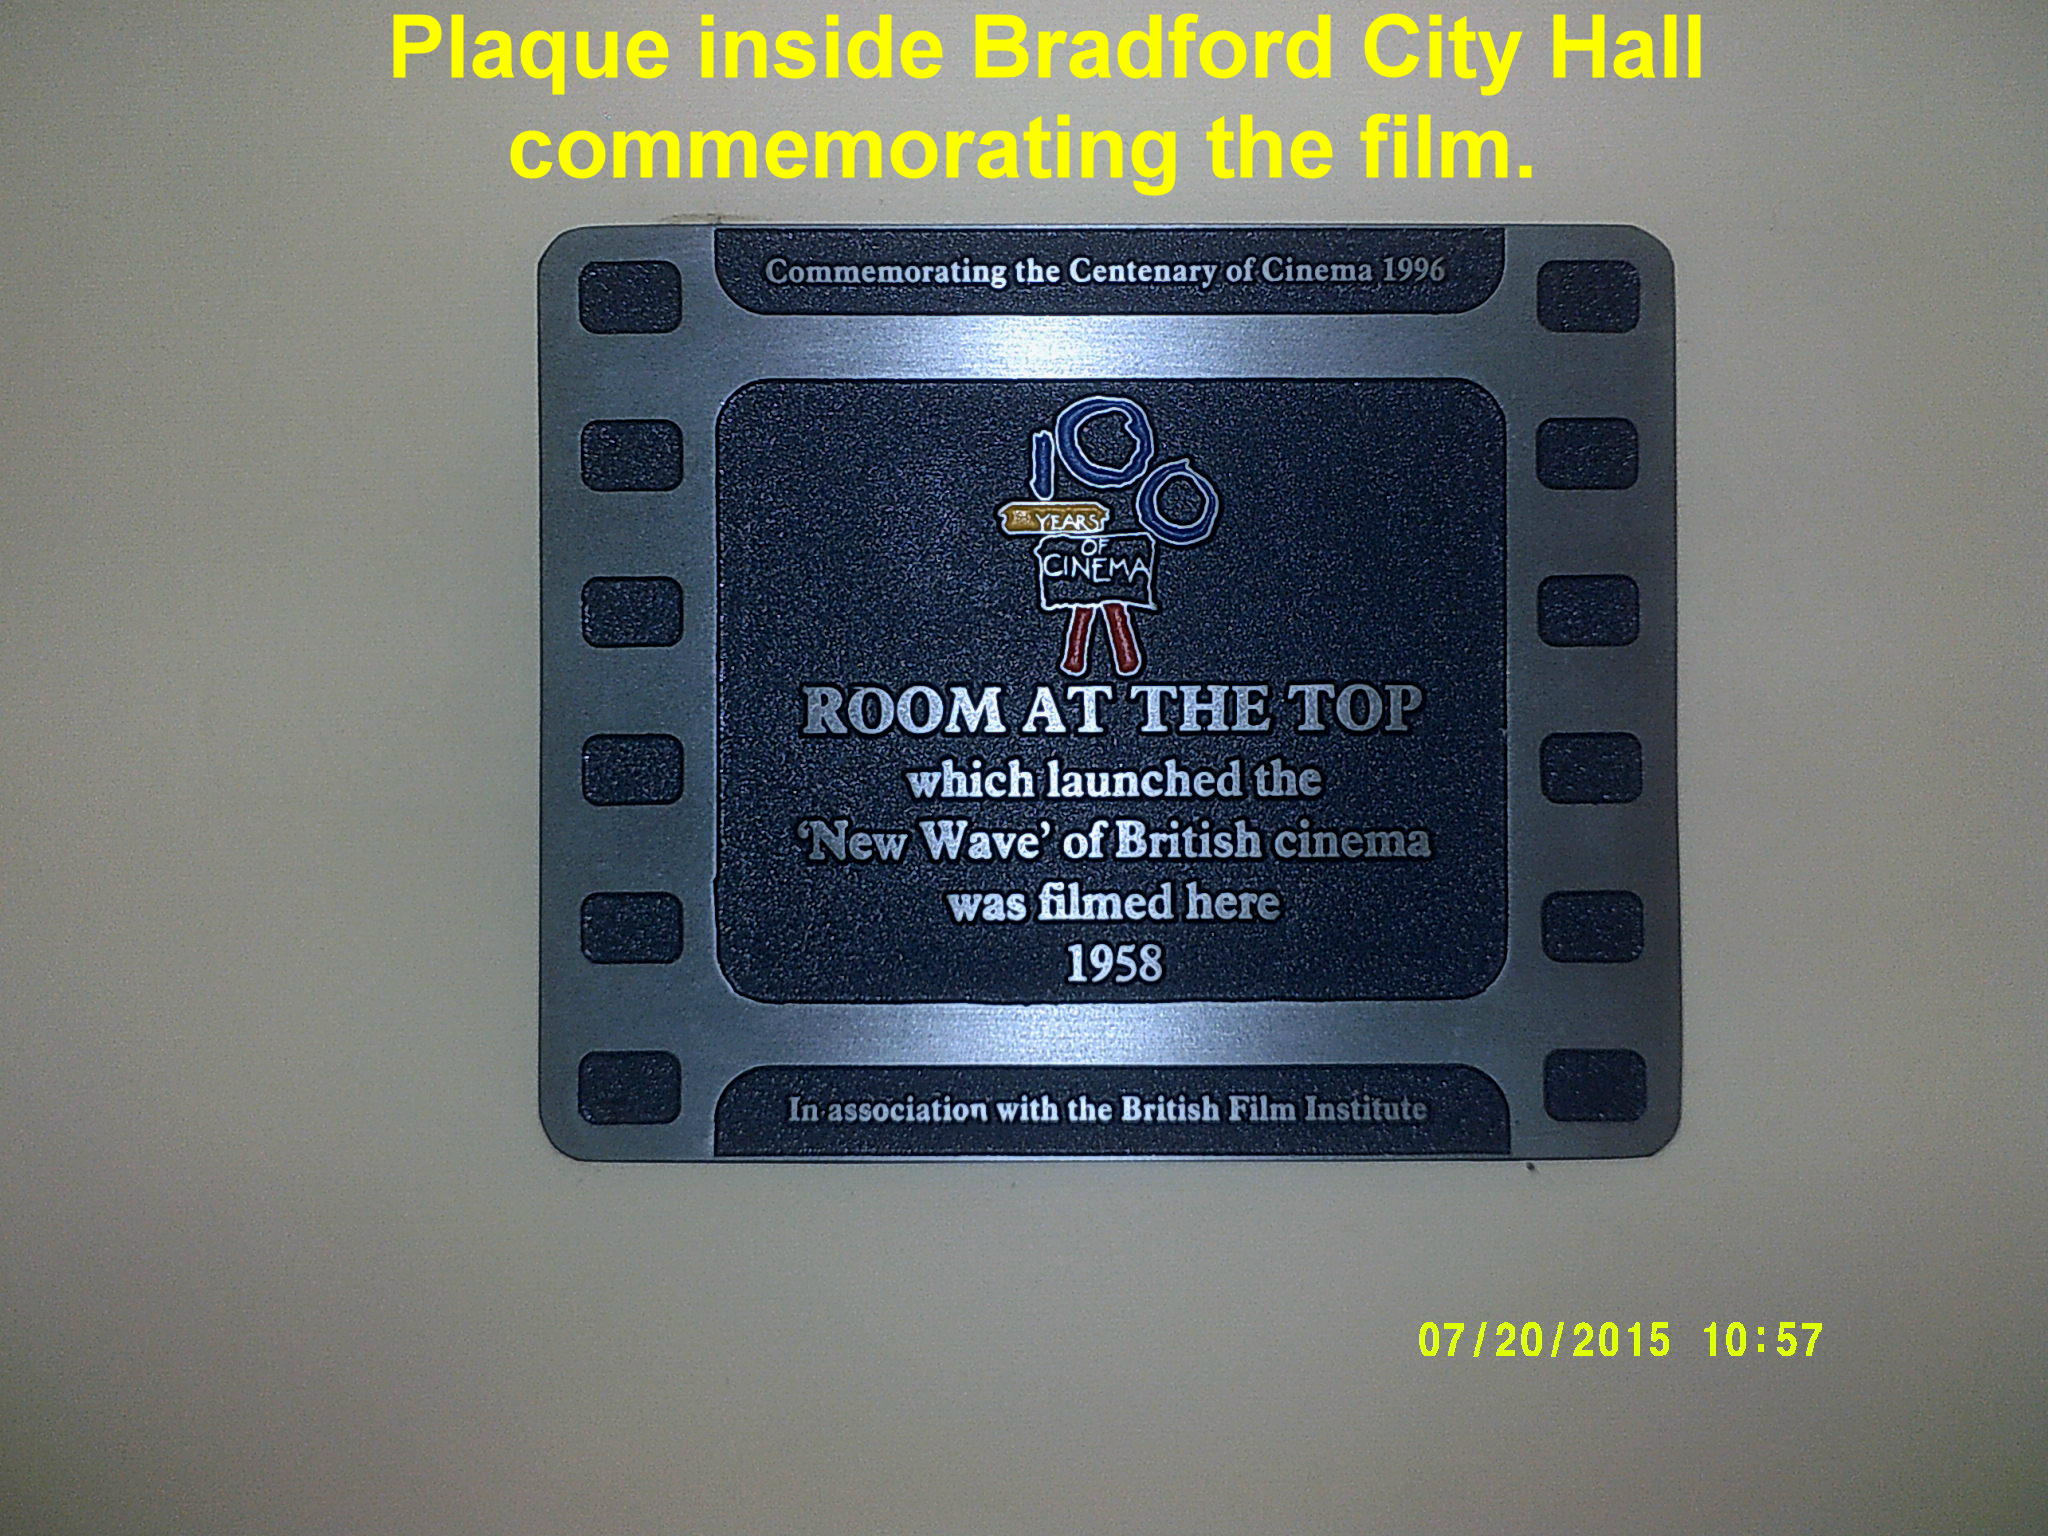 Plaque inside Bradford City Hall
commemorating the film.
Commemorating the Centenary of Cinema 1996
100
YEARS
OF
CINEMA
ROOM AT THE TOP
which launched the
‘New Wave’ of British cinema
was filmed here
1958
In association with the British Film Institute
07/20/2015 10:57